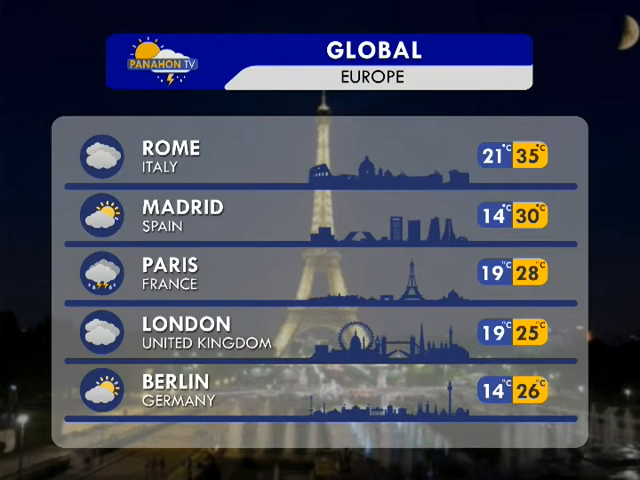 PANAHON TV
GLOBAL
EUROPE
ROME
ITALY
21°C 35°C
MADRID
SPAIN
14°C 30°C
PARIS
FRANCE
19°C 28°C
LONDON
UNITED KINGDOM
19°C 25°C
BERLIN
GERMANY
14°C 26°C